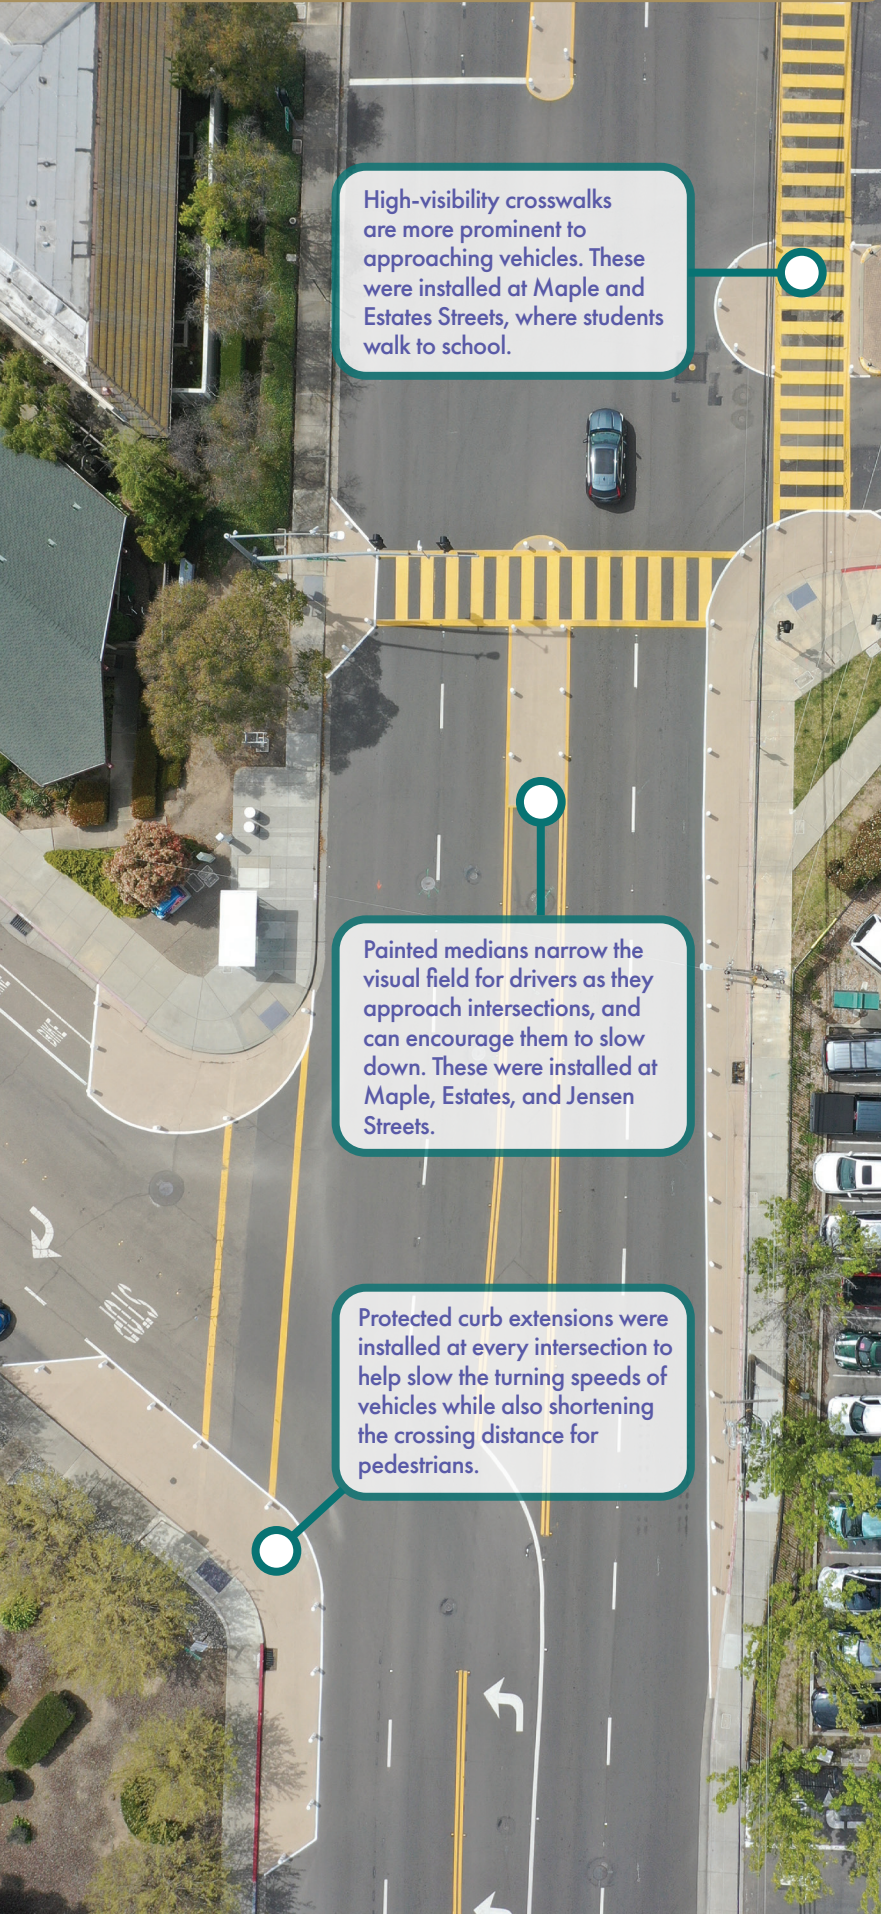 High-visibility crosswalks
are more prominent to
approaching vehicles. These
were installed at Maple and
Estates Streets, where students
walk to school.
Painted medians narrow the
visual field for drivers as they
approach intersections, and
can encourage them to slow
down. These were installed at
Maple, Estates, and Jensen
Streets.
BIKE
STOP
Protected curb extensions were
installed at every intersection to
help slow the turning speeds of
vehicles while also shortening
the crossing distance for
pedestrians.